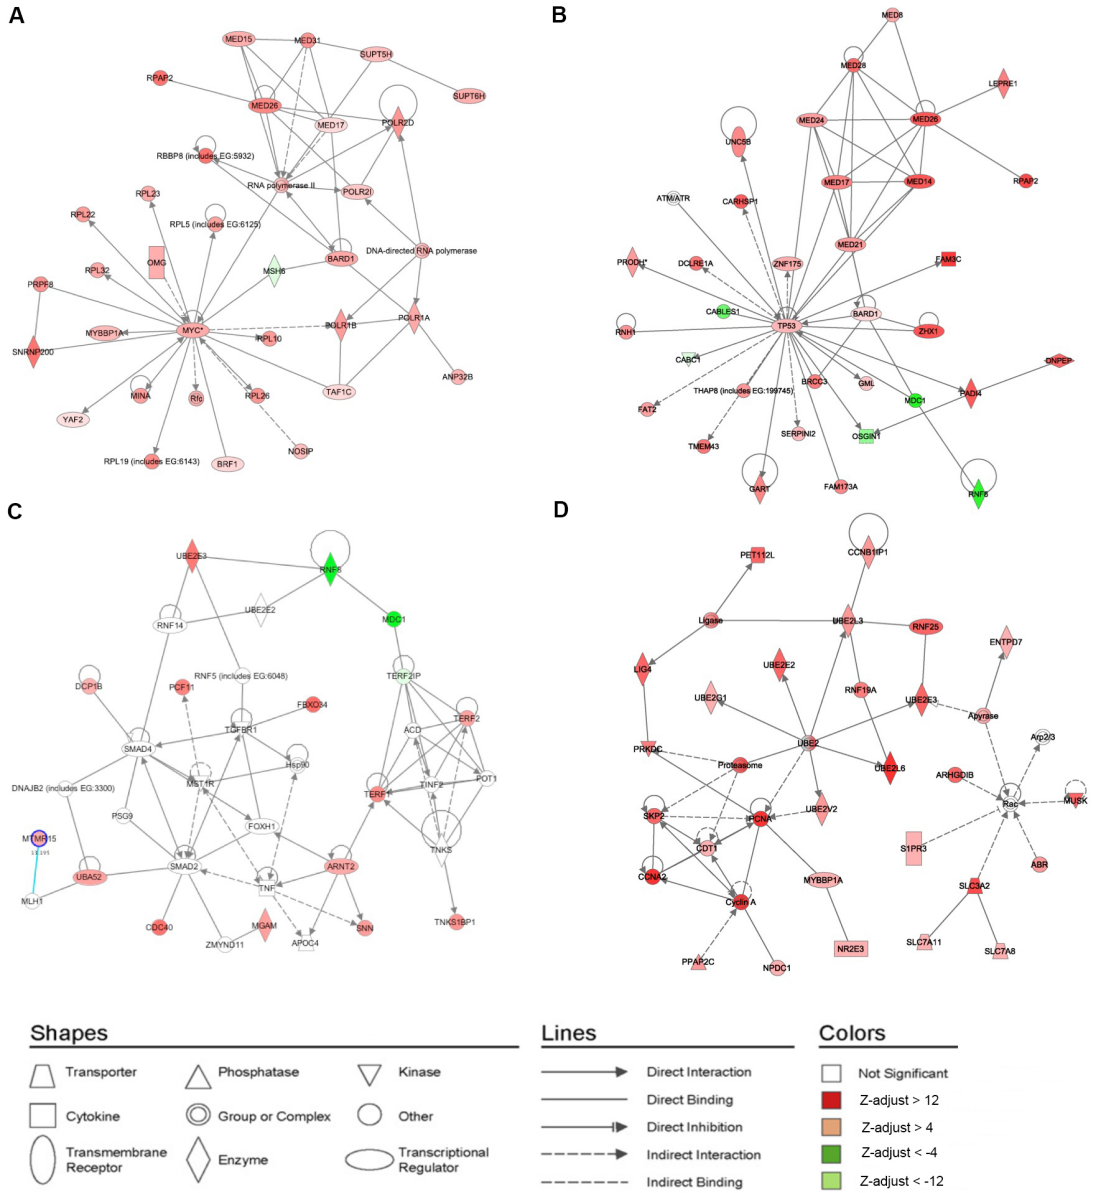 A
MED15
MED31
SUPT5H
RPAP2
SUPT6H
MED26
MED17
POLR2D
RBBP8 (includes EG:5932)
RNA polymerase II
POLR2I
RPL23
RPL22
RPL5 (includes EG:6125)
DNA-directed RNA polymerase
OMG
BARD1
RPL32
MSH6
PRPF8
MYBBP1A
MYC*
POLR1B
POLR1A
RPL10
SNRNP200
ANP32B
MINA
Rfc
RPL26
TAF1C
YAF2
NOSIP
RPL19 (includes EG:6143)
BRF1
B
MED8
MED28
LEPRE1
MED24
MED26
UNC5B
MED17
MED14
RPAP2
ATM/ATR
CARHSP1
MED21
PRODH*
DCLRE1A
ZNF175
FAM3C
CABLES1
BARD1
RNH1
TP53
ZHX1
CABC1
DNPEP
BRCC3
GML
THAP8 (includes EG:199745)
PADI4
MDC1
FAT2
SERPINI2
OSGIN1
TMEM43
GART
FAM173A
RNF8
C
UBE2E3
RNF8
UBE2E2
MDC1
RNF14
RNF5 (includes EG:6048)
TERF2IP
DCP1B
PCF11
FBXO34
TERF2
TGFBR1
ACD
SMAD4
Hsp90
MST1R
TINF2
POT1
DNAJB2 (includes EG:3300)
TERF1
PSG9
FOXH1
MTMR15
TNKS
SMAD2
ARNT2
UBA52
TNF
MLH1
TNKS1BP1
CDC40
MGAM
SNN
ZMYND11
APOC4
D
PET112L
CCNB1IP1
Ligase
UBE2L3
RNF25
ENTPD7
LIG4
UBE2E2
RNF19A
UBE2G1
UBE2E3
Apyrase
Arp2/3
PRKDC
UBE2
Proteasome
UBE2L6
ARHGDIB
Rac
MUSK
SKP2
PCNA
UBE2V2
CDT1
S1PR3
ABR
CCNA2
MYBBP1A
SLC3A2
Cyclin A
NR2E3
SLC7A11
SLC7A8
PPAP2C
NPDC1
Shapes
Transporter
Phosphatase
Kinase
Cytokine
Group or Complex
Other
Transmembrane
Receptor
Enzyme
Transcriptional
Regulator
Lines
Direct Interaction
Direct Binding
Direct Inhibition
Indirect Interaction
Indirect Binding
Colors
Not Significant
Z-adjust > 12
Z-adjust > 4
Z-adjust < -4
Z-adjust < -12